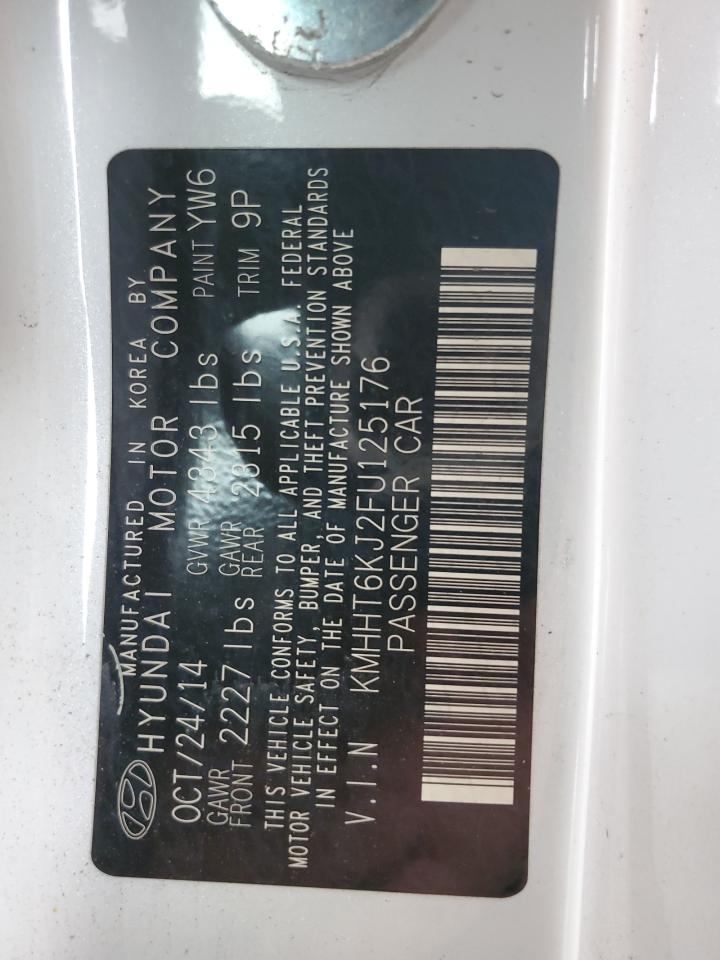 MANUFACTURED IN KOREA BY
HYUNDAI MOTOR COMPANY
OCT/24/14 GVWR 4343 lbs PAINT YW6
GAWR FRONT 2227 lbs GAWR REAR 2315 lbs TRIM 9P
THIS VEHICLE CONFORMS TO ALL APPLICABLE U.S.A. FEDERAL
MOTOR VEHICLE SAFETY, BUMPER, AND THEFT PREVENTION STANDARDS
IN EFFECT ON THE DATE OF MANUFACTURE SHOWN ABOVE
V.I.N KMHHT6KJ2FU125176
PASSENGER CAR